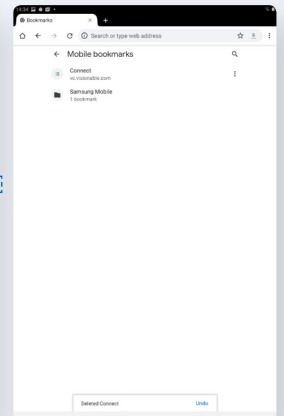 14:34
Bookmarks
Search or type web address
Mobile bookmarks
Connect
vc.visionable.com
Samsung Mobile
1 bookmark
Deleted Connect Undo